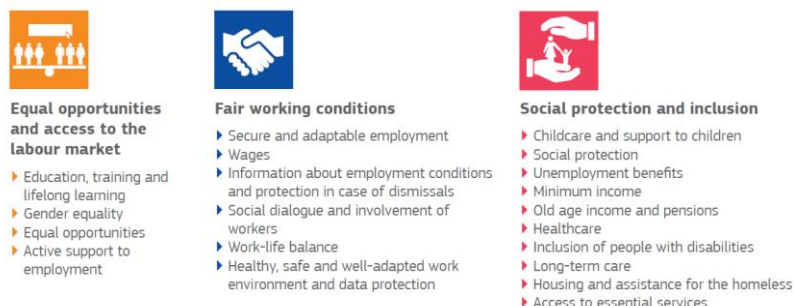 Equal opportunities
and access to the
labour market
Education, training and
lifelong learning
Gender equality
Equal opportunities
Active support to
employment
Fair working conditions
Secure and adaptable employment
Wages
Information about employment conditions
and protection in case of dismissals
Social dialogue and involvement of
workers
Work-life balance
Healthy, safe and well-adapted work
environment and data protection
Social protection and inclusion
Childcare and support to children
Social protection
Unemployment benefits
Minimum income
Old age income and pensions
Healthcare
Inclusion of people with disabilities
Long-term care
Housing and assistance for the homeless
Access to essential services